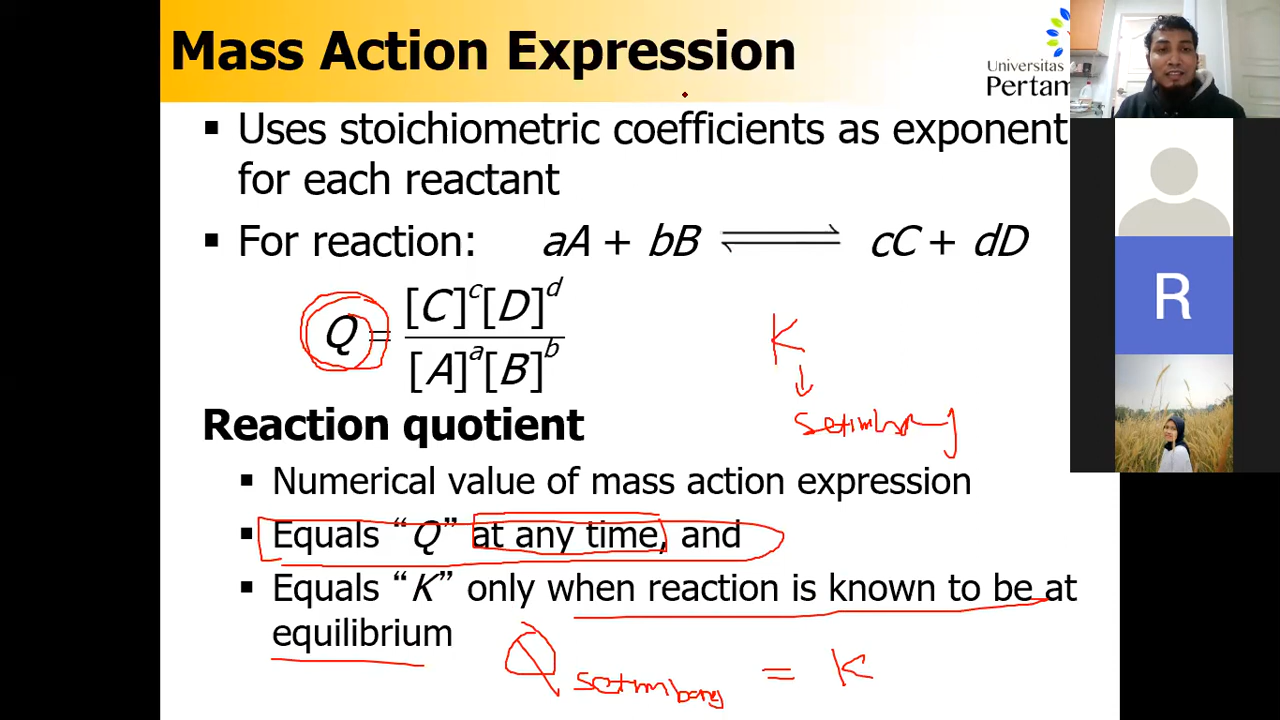 Mass Action Expression
Universitas
Pertam
▪ Uses stoichiometric coefficients as exponent
for each reactant
▪ For reaction: aA + bB ⇌ cC + dD
Q = [C]^c[D]^d / [A]^a[B]^b
K
↓
Setimbang
Reaction quotient
▪ Numerical value of mass action expression
▪ Equals “Q” at any time, and
▪ Equals “K” only when reaction is known to be at
equilibrium
Q setimbang = K
R